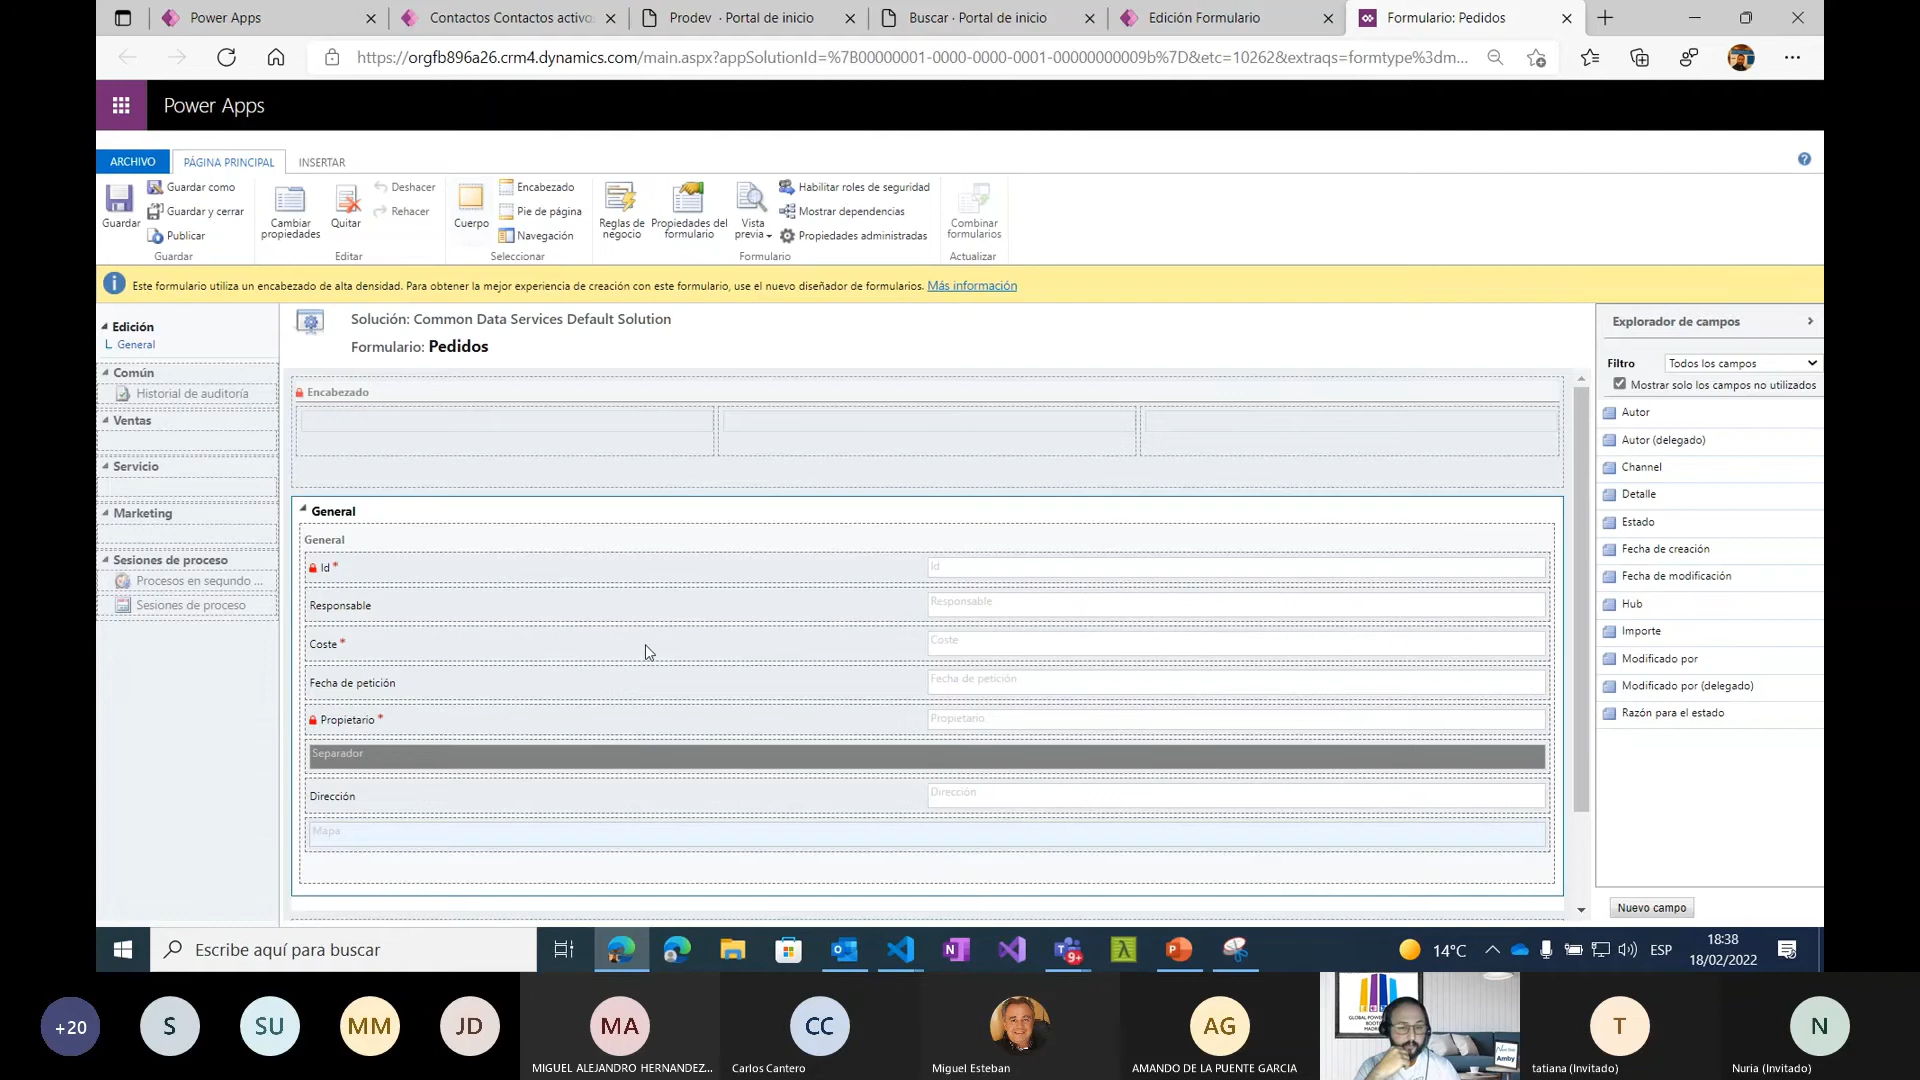 Power Apps
Contactos Contactos activo
Prodev · Portal de inicio
Buscar · Portal de inicio
Edición Formulario
Formulario: Pedidos
https://orgfb896a26.crm4.dynamics.com/main.aspx?appSolutionId=%7B00000001-0000-0000-0001-00000000009b%7D&etc=10262&extraqs=formtype%3dm...
Power Apps
ARCHIVO
PÁGINA PRINCIPAL
INSERTAR
Guardar
Guardar como
Guardar y cerrar
Publicar
Guardar
Cambiar propiedades
Quitar
Deshacer
Rehacer
Editar
Cuerpo
Encabezado
Pie de página
Navegación
Seleccionar
Reglas de negocio
Propiedades del formulario
Vista previa
Habilitar roles de seguridad
Mostrar dependencias
Propiedades administradas
Formulario
Combinar formularios
Actualizar
Este formulario utiliza un encabezado de alta densidad. Para obtener la mejor experiencia de creación con este formulario, use el nuevo diseñador de formularios. Más información
Edición
General
Común
Historial de auditoría
Ventas
Servicio
Marketing
Sesiones de proceso
Procesos en segundo ...
Sesiones de proceso
Solución: Common Data Services Default Solution
Formulario: Pedidos
Encabezado
General
General
Id * Id
Responsable Responsable
Coste * Coste
Fecha de petición Fecha de petición
Propietario * Propietario
Separador
Dirección Dirección
Mapa
Explorador de campos
Filtro Todos los campos
Mostrar solo los campos no utilizados
Autor
Autor (delegado)
Channel
Detalle
Estado
Fecha de creación
Fecha de modificación
Hub
Importe
Modificado por
Modificado por (delegado)
Razón para el estado
Nuevo campo
Escribe aquí para buscar
9+
14°C
ESP
18:38
18/02/2022
+20
S
SU
MM
JD
MA
MIGUEL ALEJANDRO HERNANDEZ...
CC
Carlos Cantero
Miguel Esteban
AG
AMANDO DE LA PUENTE GARCIA
GLOBAL POWER
T
tatiana (Invitado)
N
Nuria (Invitado)